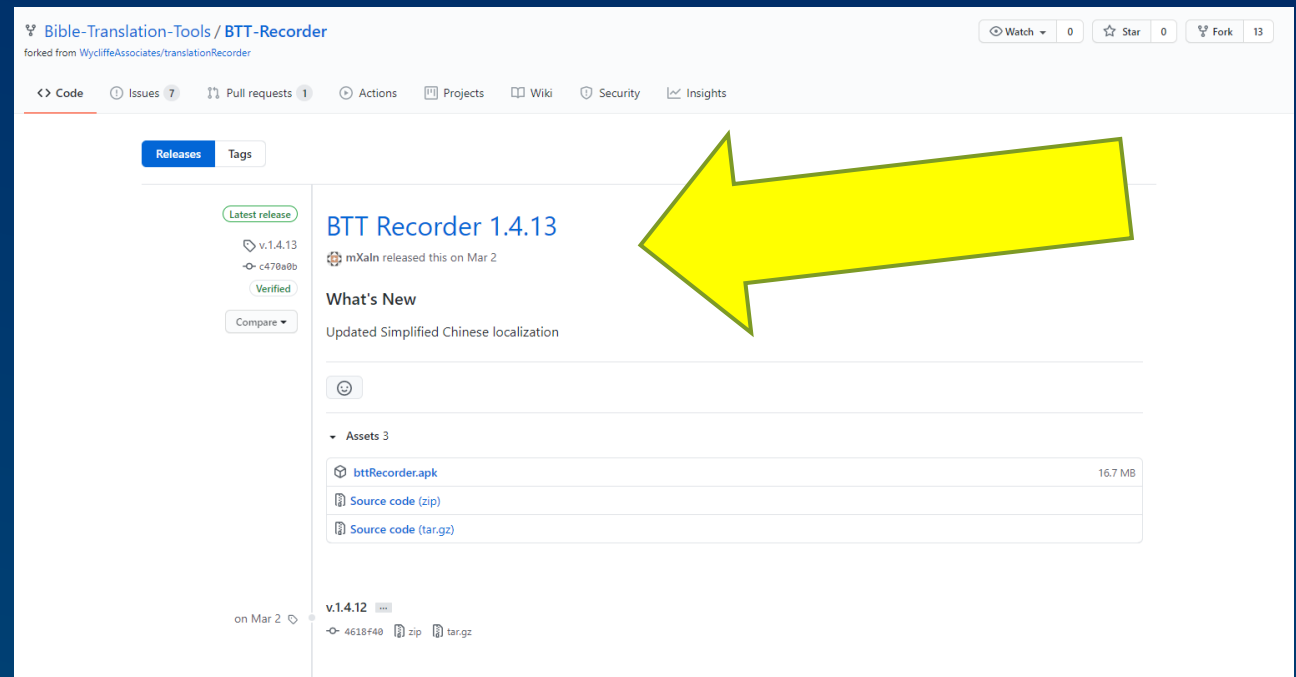 Bible-Translation-Tools / BTT-Recorder
Watch 0 Star 0 Fork 13
forked from WycliffeAssociates/translationRecorder
Code Issues 7 Pull requests 1 Actions Projects Wiki Security Insights
Releases Tags
Latest release
v.1.4.13
c470a0b
Verified
Compare
BTT Recorder 1.4.13
mXaln released this on Mar 2
What's New
Updated Simplified Chinese localization
Assets 3
bttRecorder.apk 16.7 MB
Source code (zip)
Source code (tar.gz)
on Mar 2
v.1.4.12 ...
4618f40 zip tar.gz